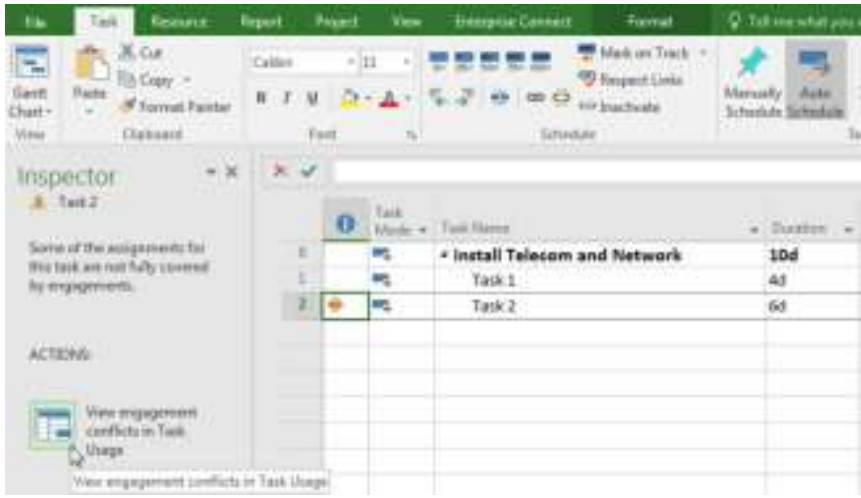 File Task Resource Report Project View Enterprise Connect Format Tell me what you
Gantt Chart
View
Paste
Cut
Copy
Format Painter
Clipboard
Calibri 11
B I U A
Font
Mark on Track
Respect Links
Inactivate
Schedule
Manually Schedule
Auto Schedule
Inspector
Task 2
Some of the assignments for
this task are not fully covered
by engagements.
ACTIONS:
View engagement
conflicts in Task
Usage
View engagement conflicts in Task Usage
Task Mode Task Name Duration
0 Install Telecom and Network 10d
1 Task 1 4d
2 Task 2 6d